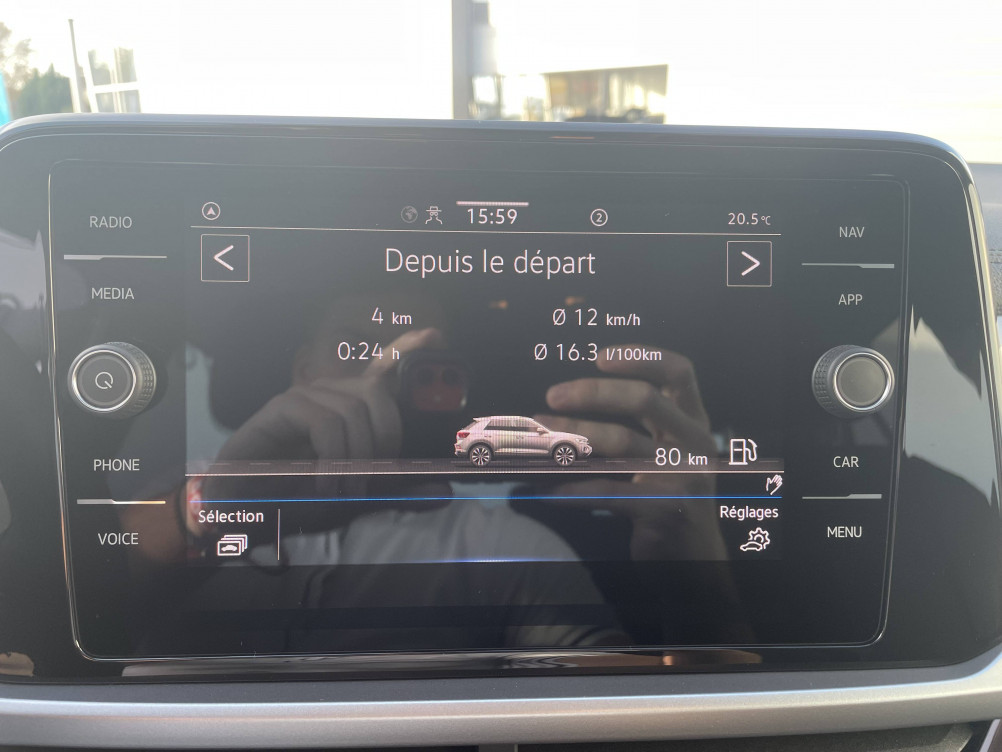 RADIO
MEDIA
PHONE
VOICE
15:59
2
20.5 °C
Depuis le départ
4 km
Ø 12 km/h
0:24 h
Ø 16.3 l/100km
80 km
Sélection
Réglages
NAV
APP
CAR
MENU